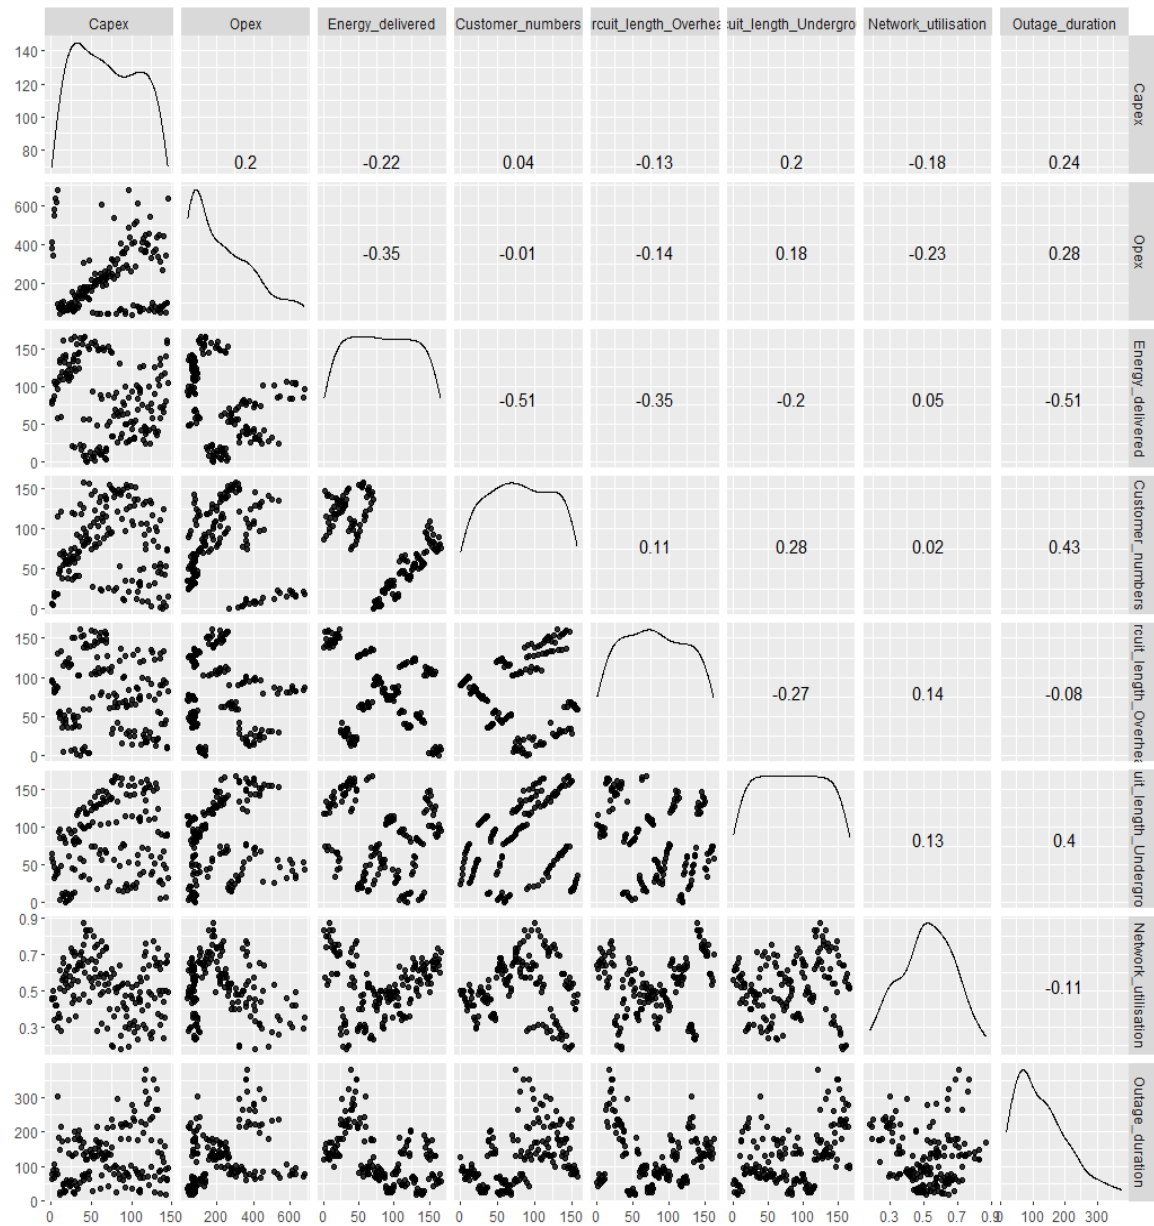 Capex Opex Energy_delivered Customer_numbers rcuit_length_Overhea uit_length_Undergro Network_utilisation Outage_duration
140
120
100
80
0.2 -0.22 0.04 -0.13 0.2 -0.18 0.24
Capex
600
400
200
-0.35 -0.01 -0.14 0.18 -0.23 0.28
Opex
150
100
50
0
-0.51 -0.35 -0.2 0.05 -0.51
Energy_delivered
150
100
50
0
0.11 0.28 0.02 0.43
Customer_numbers
150
100
50
0
-0.27 0.14 -0.08
rcuit_length_Overhea
150
100
50
0
0.13 0.4
uit_length_Undergro
0.9
0.7
0.5
0.3
-0.11
Network_utilisation
300
200
100
0
Outage_duration
0 50 100 150 200 400 600 0 50 100 150 0 50 100 150 0 50 100 150 0 50 100 150 0.3 0.5 0.7 0.9 0 100 200 300